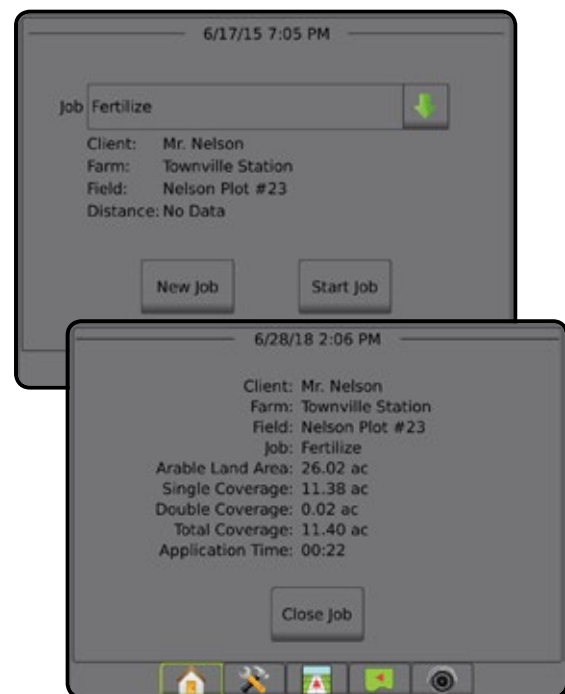 6/17/15 7:05 PM
Job Fertilize
Client: Mr. Nelson
Farm: Townville Station
Field: Nelson Plot #23
Distance: No Data
New Job Start Job
6/28/18 2:06 PM
Client: Mr. Nelson
Farm: Townville Station
Field: Nelson Plot #23
Job: Fertilize
Arable Land Area: 26.02 ac
Single Coverage: 11.38 ac
Double Coverage: 0.02 ac
Total Coverage: 11.40 ac
Application Time: 00:22
Close Job